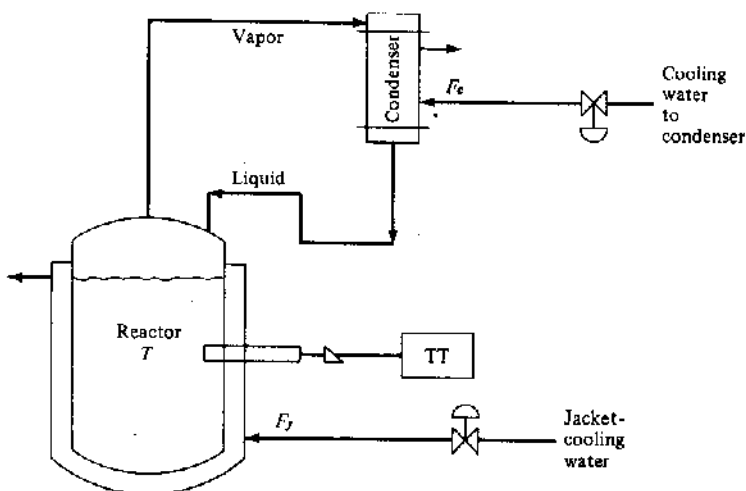 Vapor
Condenser
Fc
Cooling
water
to
condenser
Liquid
Reactor
T
TT
FJ
Jacket-
cooling
water